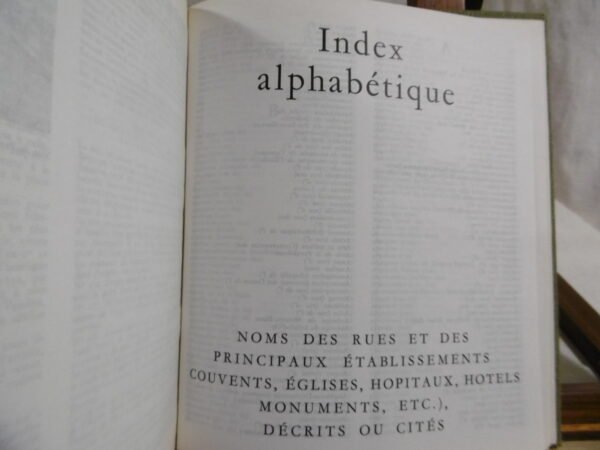 Index
alphabétique
NOMS DES RUES ET DES
PRINCIPAUX ÉTABLISSEMENTS
COUVENTS, ÉGLISES, HOPITAUX, HOTELS
MONUMENTS, ETC.),
DÉCRITS OU CITÉS